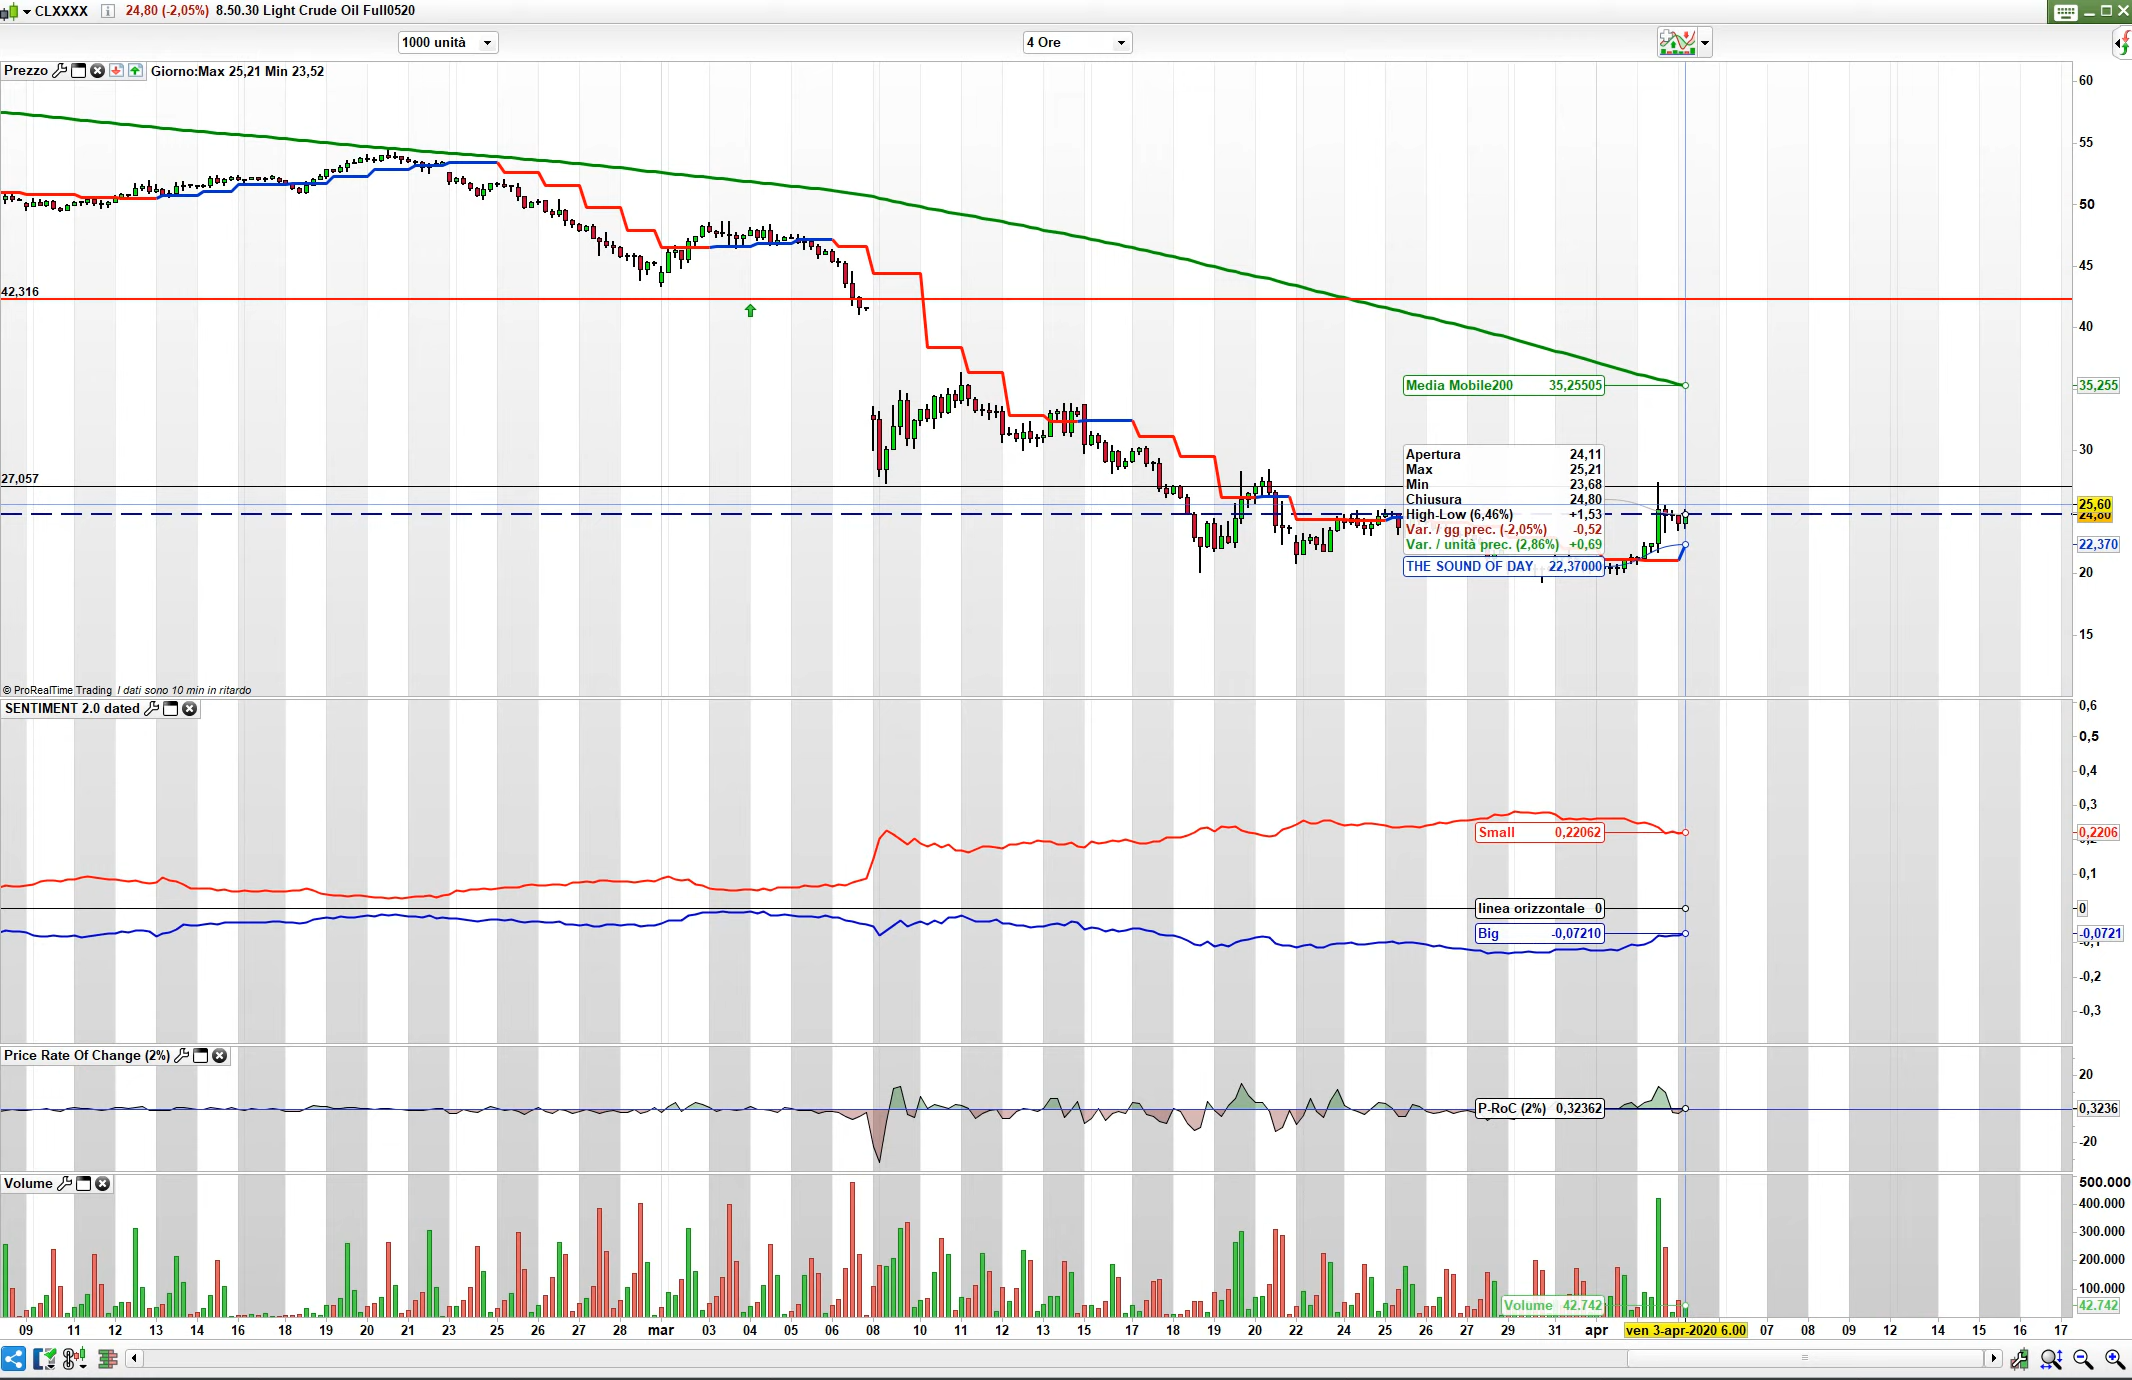 CLXXXX 24,80 (-2,05%) 8.50.30 Light Crude Oil Full0520
1000 unità 4 Ore
Prezzo Giorno:Max 25,21 Min 23,52
60
55
50
45
42,316
40
Media Mobile200 35,25505
35,255
30
27,057
Apertura 24,11
Max 25,21
Min 23,68
Chiusura 24,80
High-Low (6,46%) +1,53
Var. / gg prec. (-2,05%) -0,52
Var. / unità prec. (2,86%) +0,69
THE SOUND OF DAY 22,37000
25,60
24,80
22,370
20
15
© ProRealTime Trading I dati sono 10 min in ritardo
SENTIMENT 2.0 dated
0,6
0,5
0,4
0,3
Small 0,22062
0,2206
0,2
0,1
linea orizzontale 0
0
Big -0,07210
-0,0721
-0,1
-0,2
-0,3
Price Rate Of Change (2%)
20
P-RoC (2%) 0,32362
0,3236
-20
Volume
500.000
400.000
300.000
200.000
100.000
Volume 42.742
42.742
09 11 12 13 14 16 18 19 20 21 23 25 26 27 28 mar 03 04 05 06 08 10 11 12 13 15 17 18 19 20 22 24 25 26 27 29 31 apr ven 3-apr-2020 6.00 07 08 09 12 14 15 16 17